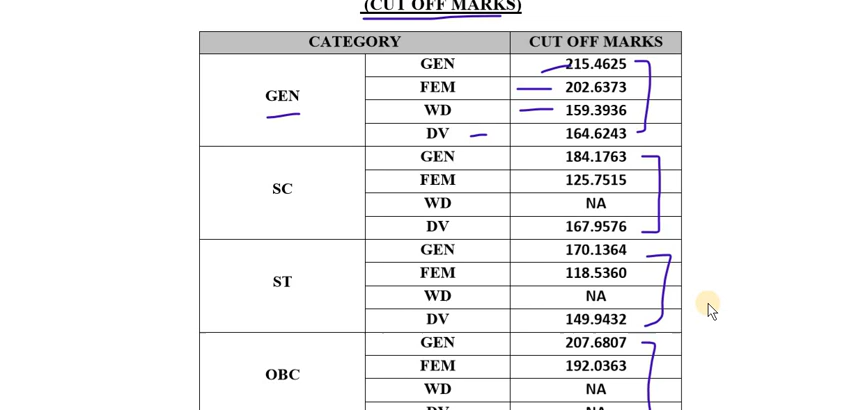 (CUT OFF MARKS)
CATEGORY CUT OFF MARKS
GEN GEN 215.4625
FEM 202.6373
WD 159.3936
DV 164.6243
SC GEN 184.1763
FEM 125.7515
WD NA
DV 167.9576
ST GEN 170.1364
FEM 118.5360
WD NA
DV 149.9432
OBC GEN 207.6807
FEM 192.0363
WD NA
DV NA